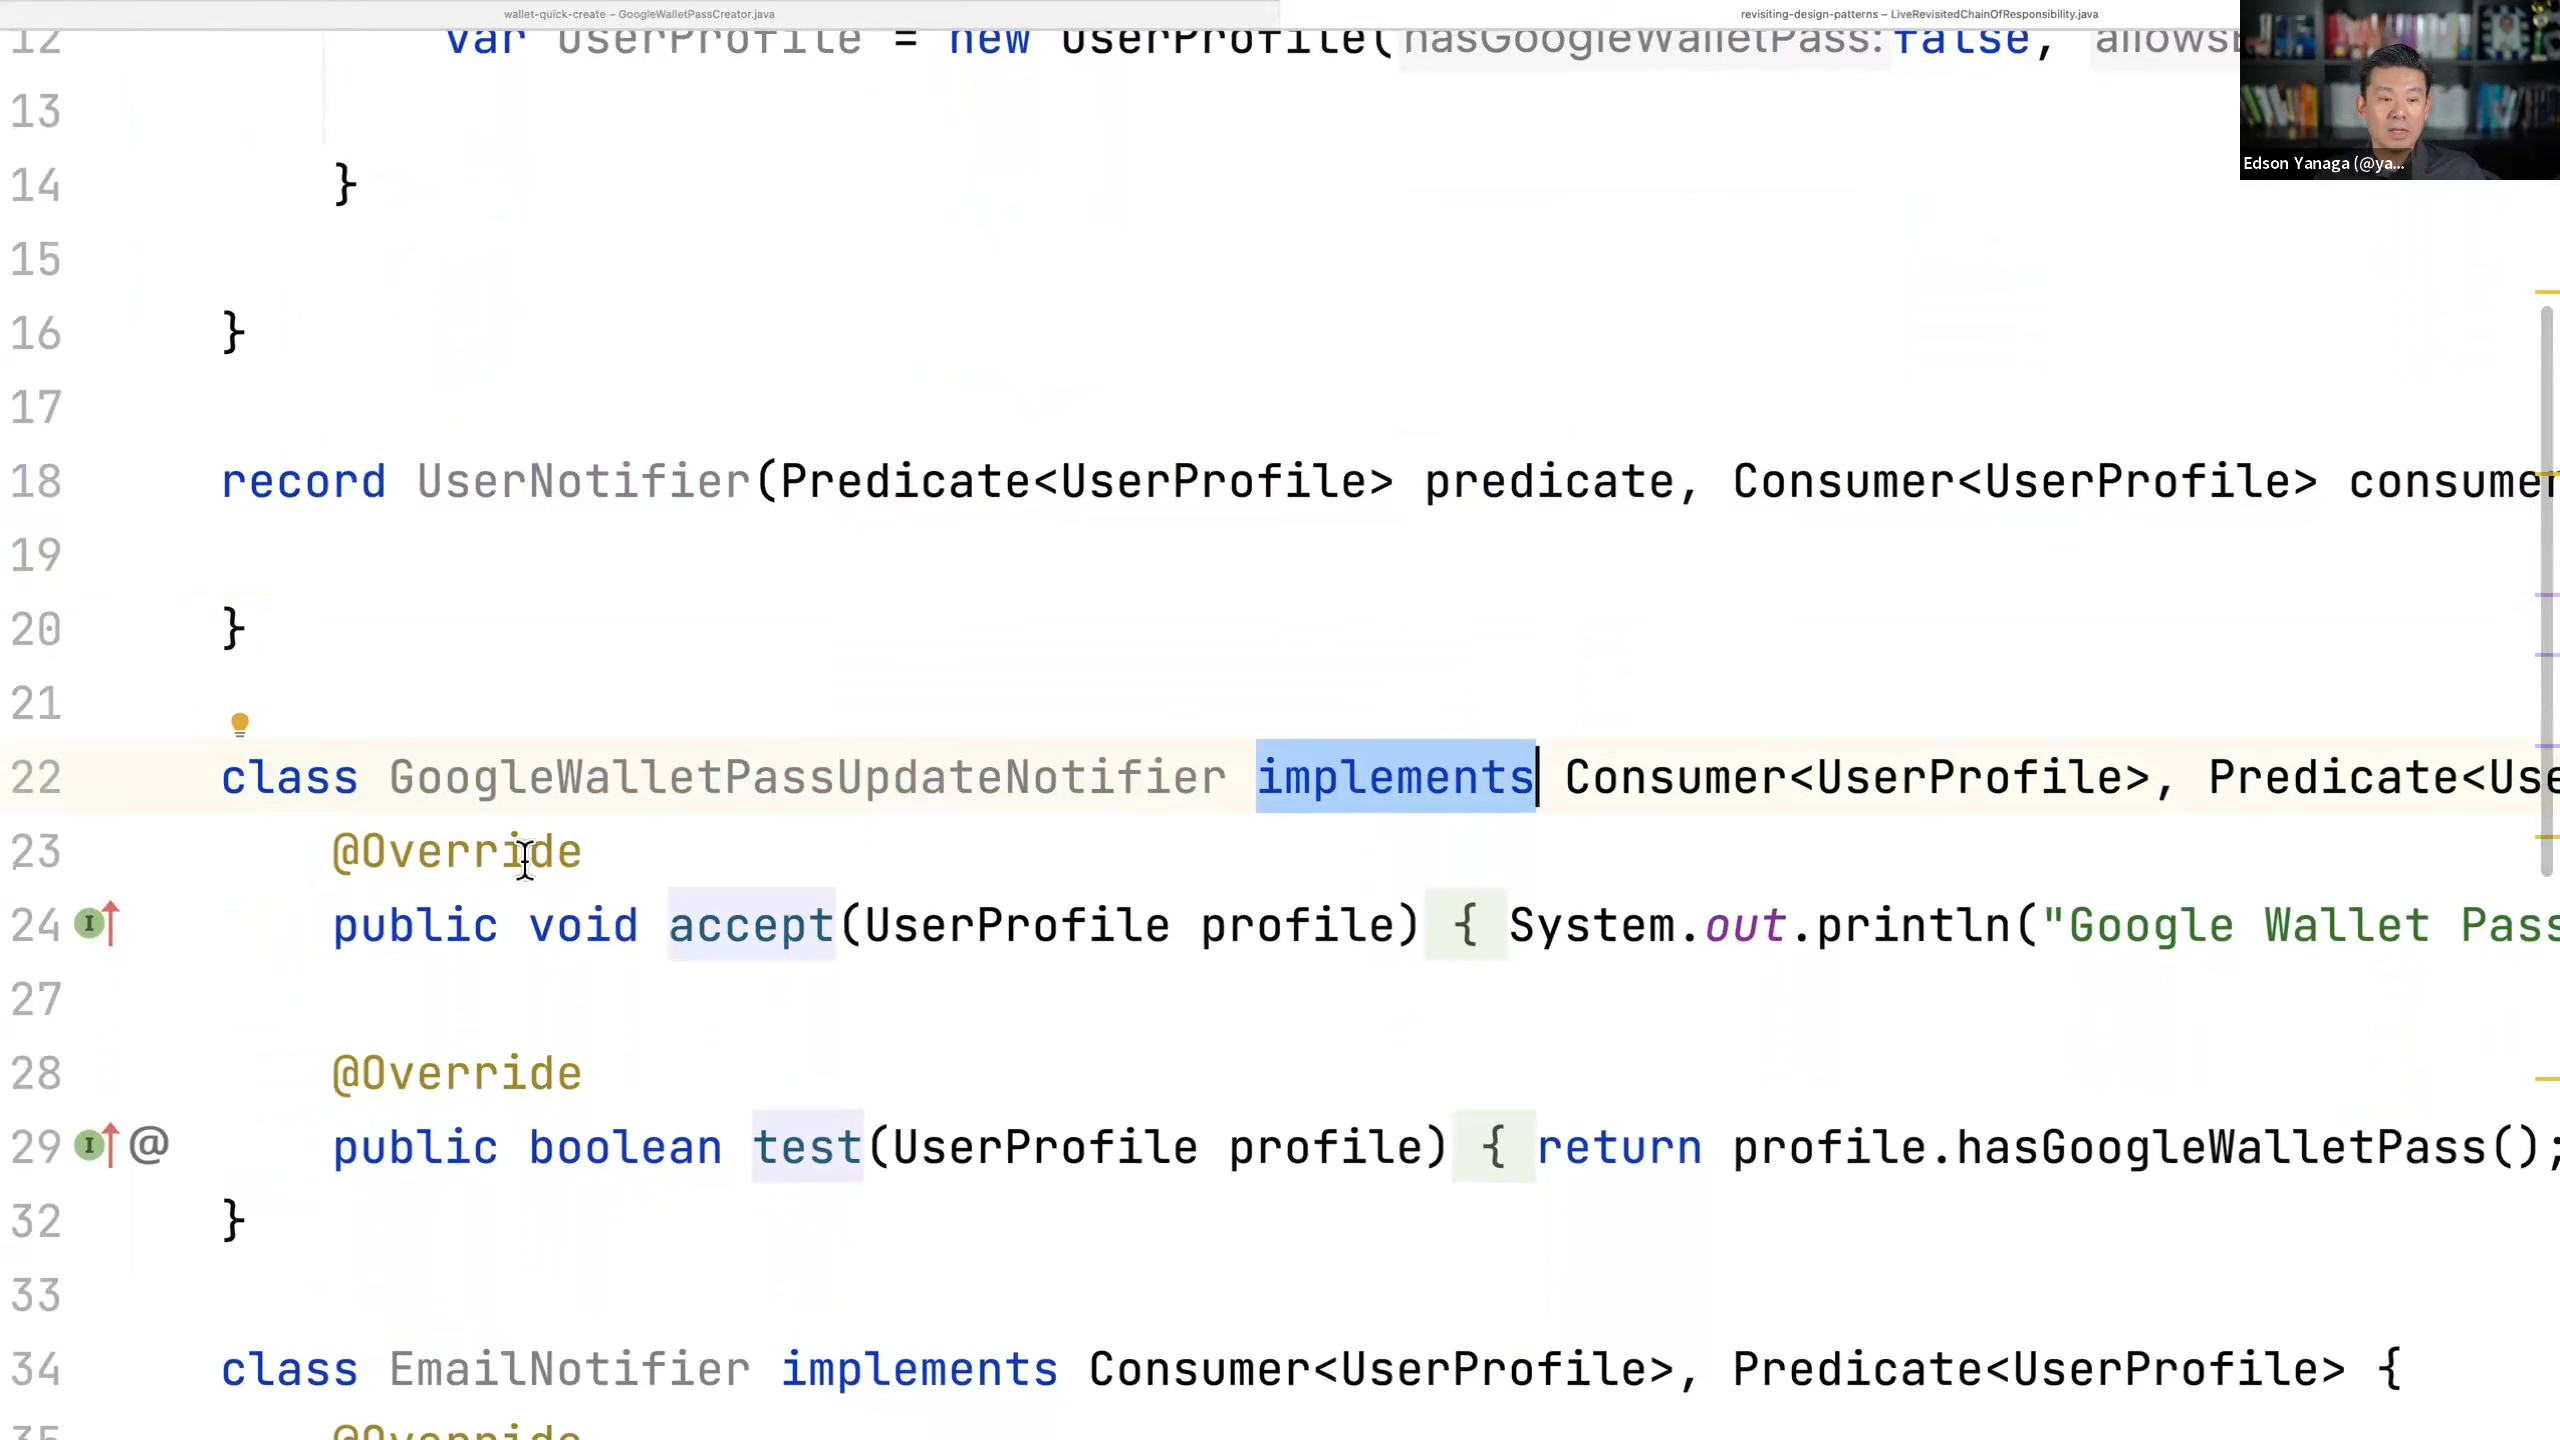 wallet-quick-create – GoogleWalletPassCreator.java
revisiting-design-patterns – LiveRevisitedChainOfResponsibility.java
12 var userProfile = new UserProfile( hasGoogleWalletPass: false,
Edson Yanaga (@ya...
13
14 }
15
16 }
17
18 record UserNotifier(Predicate<UserProfile> predicate, Consumer<UserProfile> consumer
19
20 }
21
22 class GoogleWalletPassUpdateNotifier implements Consumer<UserProfile>, Predicate<Use
23 @Override
24 public void accept(UserProfile profile) { System.out.println("Google Wallet Pass
27
28 @Override
29 @ public boolean test(UserProfile profile) { return profile.hasGoogleWalletPass();
32 }
33
34 class EmailNotifier implements Consumer<UserProfile>, Predicate<UserProfile> {
35 @Override